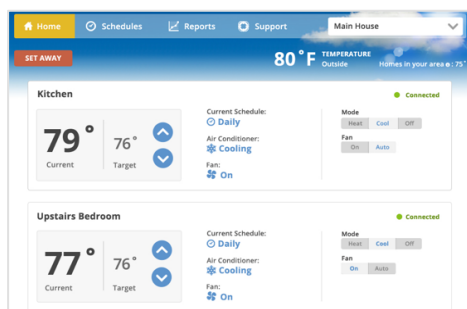 Home Schedules Reports Support Main House
SET AWAY 80°F TEMPERATURE
Outside Homes in your area : 75°
Kitchen Connected
79° 76°
Current Target
Current Schedule:
Daily
Air Conditioner:
Cooling
Fan:
On
Mode
Heat Cool Off
Fan
On Auto
Upstairs Bedroom Connected
77° 76°
Current Target
Current Schedule:
Daily
Air Conditioner:
Cooling
Fan:
On
Mode
Heat Cool Off
Fan
On Auto